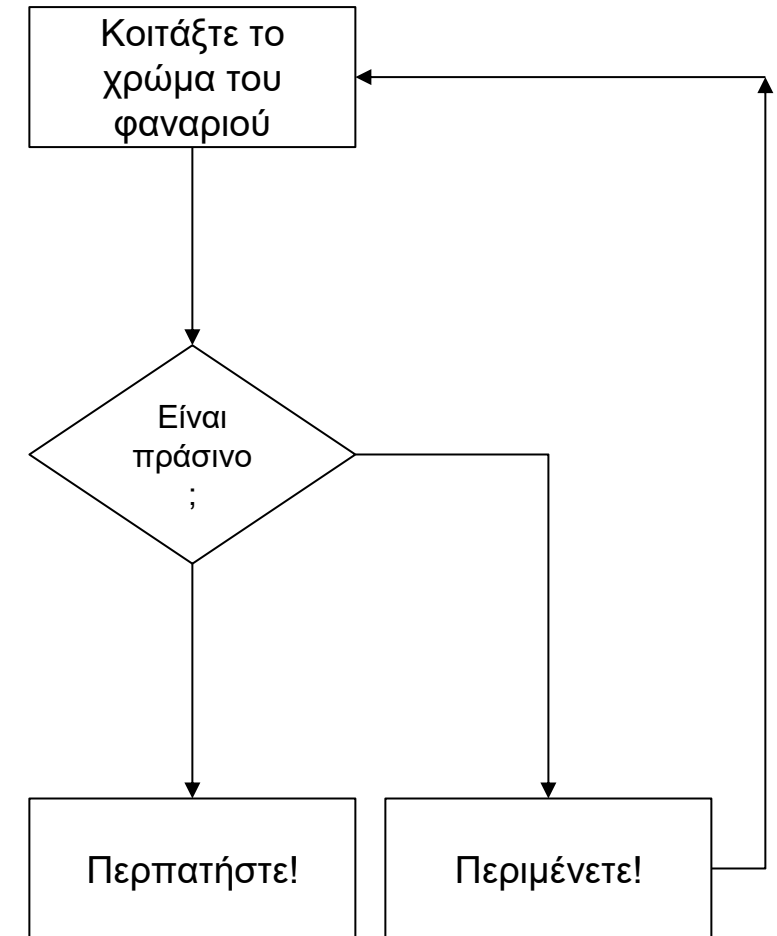 Κοιτάξτε το
χρώμα του
φαναριού
Είναι
πράσινο
;
Περπατήστε!
Περιμένετε!